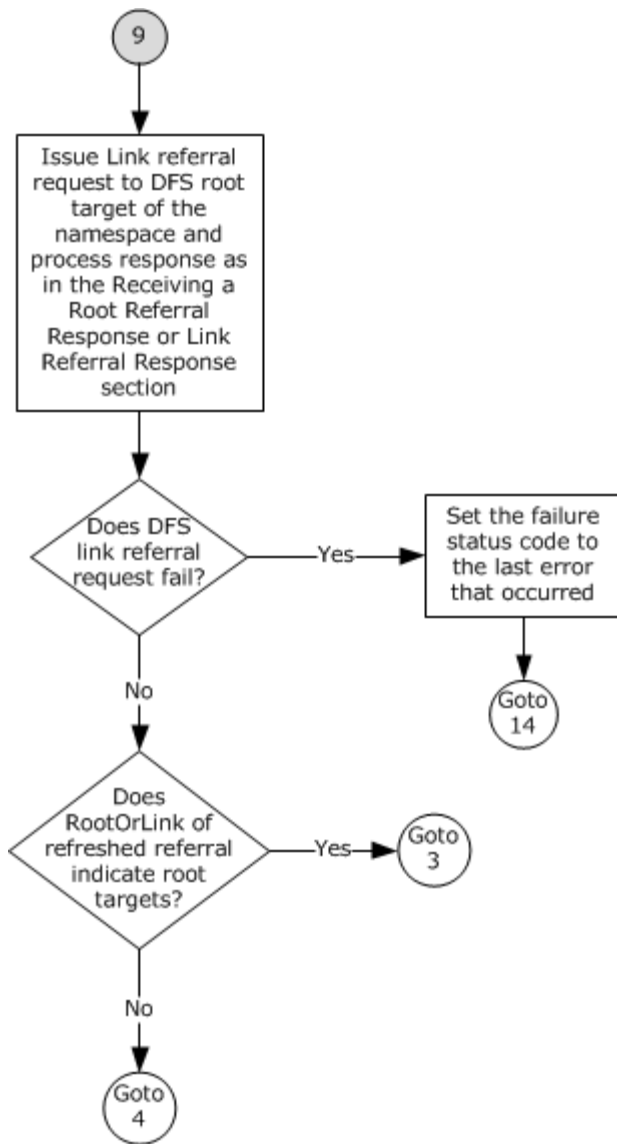 9
Issue Link referral
request to DFS root
target of the
namespace and
process response as
in the Receiving a
Root Referral
Response or Link
Referral Response
section
Does DFS
link referral
request fail?
Yes
Set the failure
status code to
the last error
that occurred
Goto
14
No
Does
RootOrLink of
refreshed referral
indicate root
targets?
Yes
Goto
3
No
Goto
4